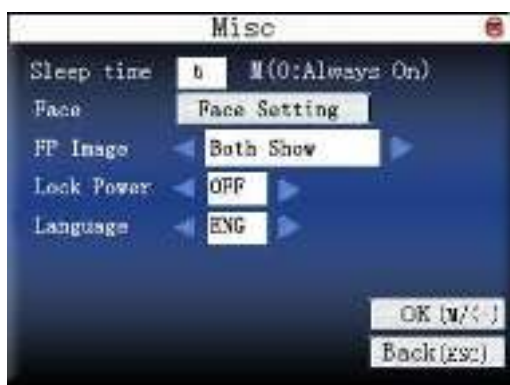 Misc
Sleep time M(0:Always On)
Face Face Setting
FP Image Both Show
Lock Power OFF
Language ENG
OK (M/
Back(ESC)